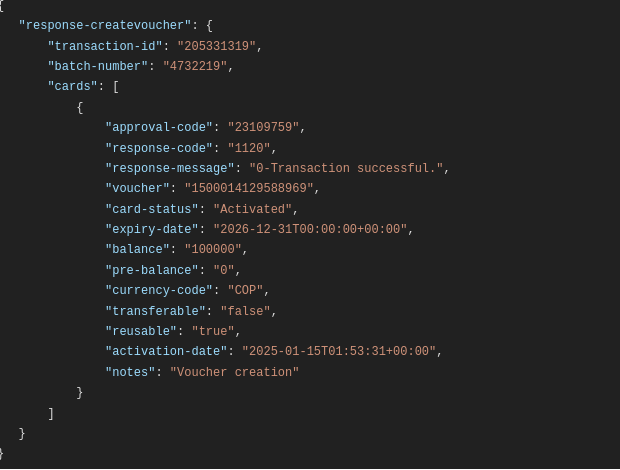 {
"response-createvoucher": {
"transaction-id": "205331319",
"batch-number": "4732219",
"cards": [
{
"approval-code": "23109759",
"response-code": "1120",
"response-message": "0-Transaction successful.",
"voucher": "1500014129588969",
"card-status": "Activated",
"expiry-date": "2026-12-31T00:00:00+00:00",
"balance": "100000",
"pre-balance": "0",
"currency-code": "COP",
"transferable": "false",
"reusable": "true",
"activation-date": "2025-01-15T01:53:31+00:00",
"notes": "Voucher creation"
}
]
}
}